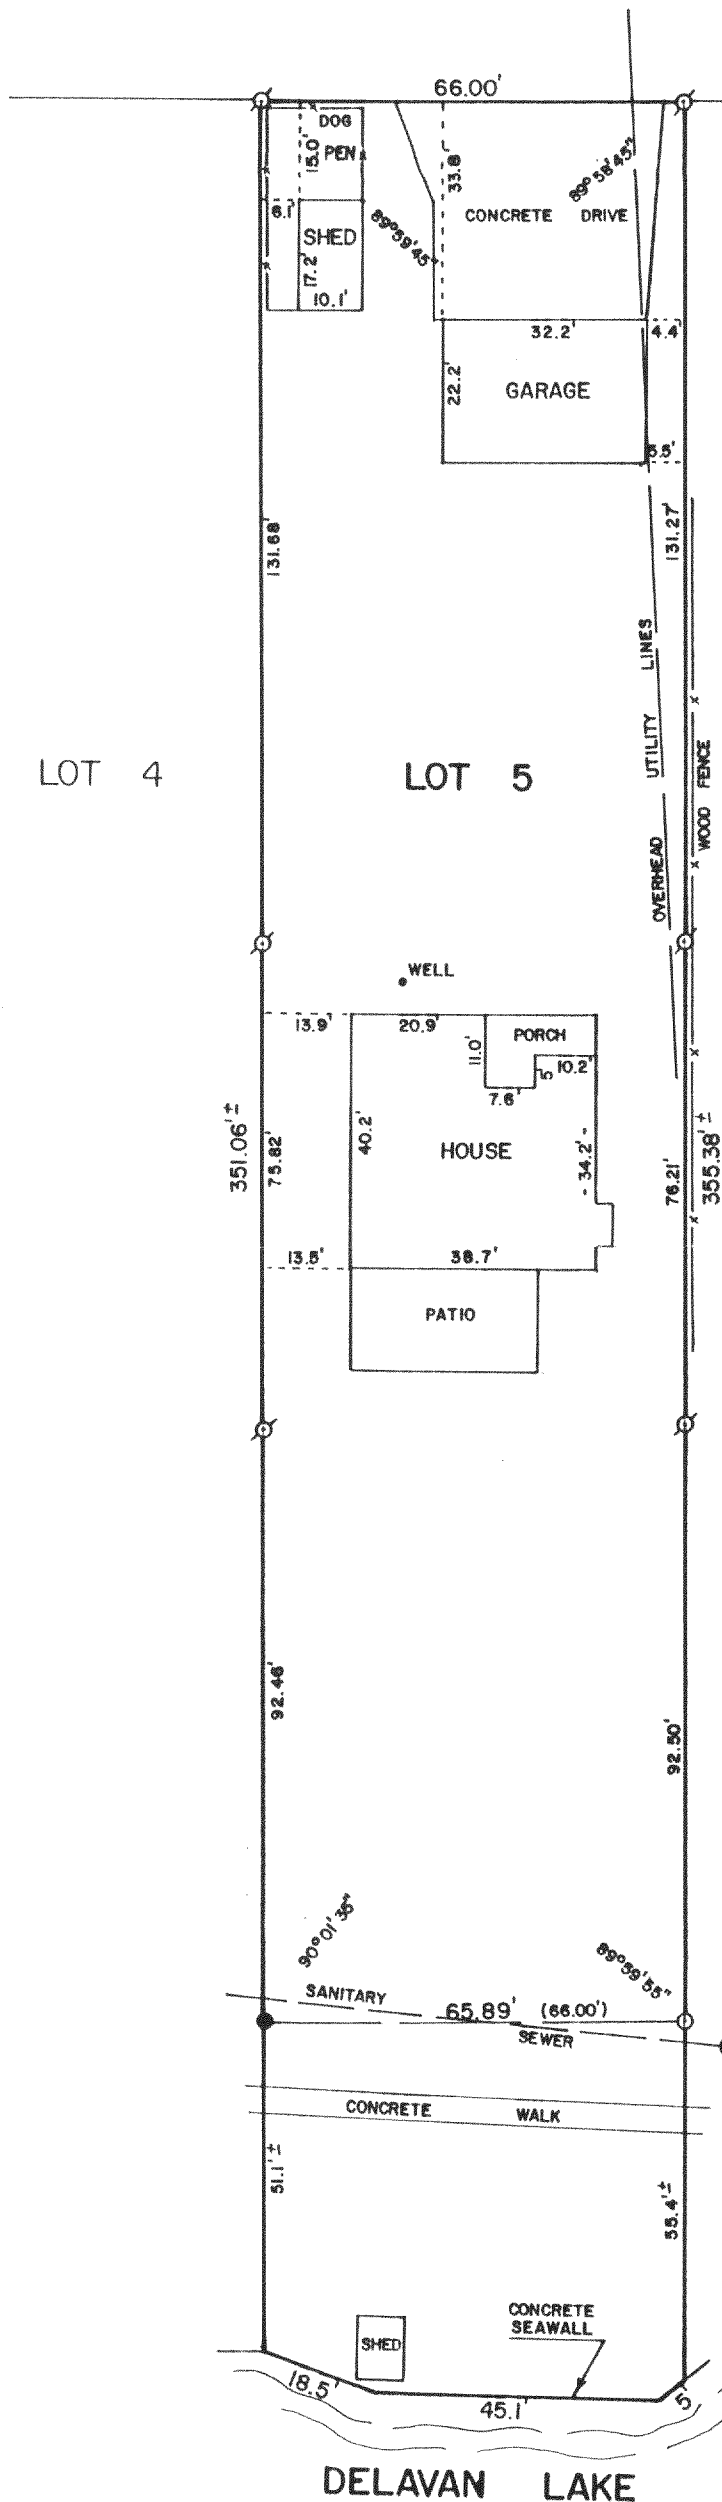 66.00'
DOG
PEN
15.0'
33.8'
89°58'45"
6.1'
SHED
89°59'45"
CONCRETE DRIVE
17.2'
10.1'
32.2'
4.4'
22.2'
GARAGE
5.5'
131.68'
131.27'
OVERHEAD UTILITY LINES
WOOD FENCE
LOT 4
LOT 5
WELL
13.9'
20.9'
PORCH
11.0'
10.2'
7.6'
351.06'±
75.82'
40.2'
HOUSE
- 34.2' -
76.21'
355.38'±
13.5'
38.7'
PATIO
92.46'
92.50'
90°01'35"
89°59'55"
SANITARY
65.89' (66.00')
SEWER
CONCRETE WALK
51.1'±
55.4'±
CONCRETE
SEAWALL
SHED
18.5'
45.1'
5
DELAVAN LAKE